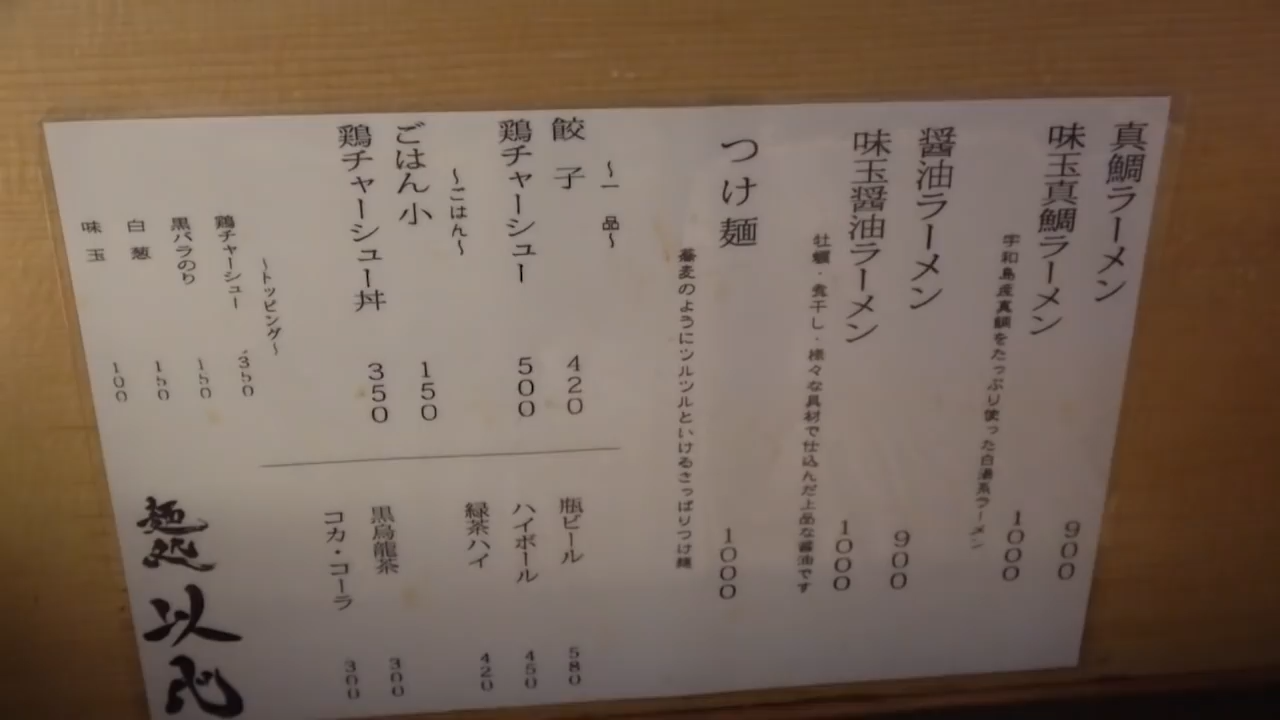 真鯛ラーメン 900
味玉真鯛ラーメン 1000
宇和島産真鯛をたっぷり使った白湯系ラーメン
醤油ラーメン 900
味玉醤油ラーメン 1000
牡蠣・煮干し・様々な具材で仕込んだ上品な醤油です
つけ麺 1000
蕎麦のようにツルツルといけるさっぱりつけ麺
～一品～
餃子 420
鶏チャーシュー 500
～ごはん～
ごはん小 150
鶏チャーシュー丼 350
～トッピング～
鶏チャーシュー 350
黒バラのり 150
白葱 150
味玉 100
瓶ビール 580
ハイボール 450
緑茶ハイ 420
黒烏龍茶 300
コカ・コーラ 300
麺処 以心